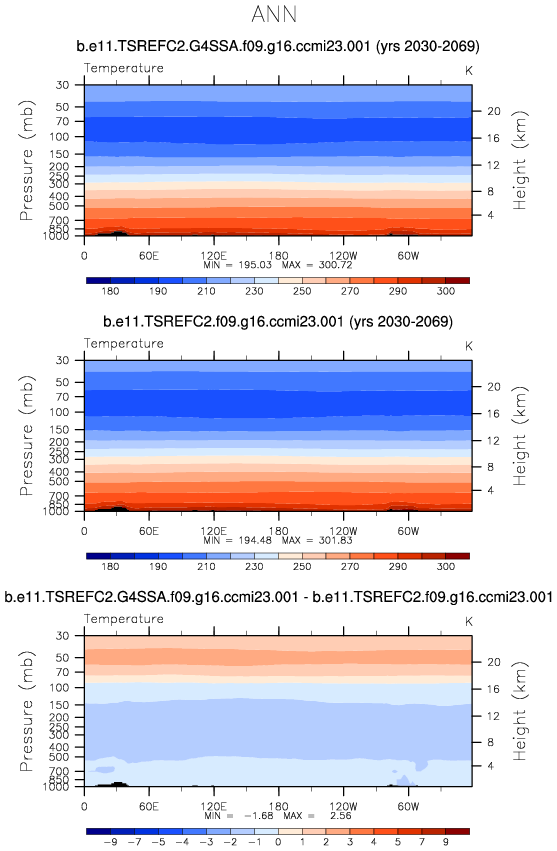 ANN
b.e11.TSREFC2.G4SSA.f09.g16.ccmi23.001 (yrs 2030-2069)
Temperature K
30
50
70
100
150
200
250
300
400
500
700
850
1000
Pressure (mb)
20
16
12
8
4
Height (km)
0 60E 120E 180 120W 60W
MIN = 195.03 MAX = 300.72
180 190 210 230 250 270 290 310
b.e11.TSREFC2.f09.g16.ccmi23.001 (yrs 2030-2069)
Temperature K
30
50
70
100
150
200
250
300
400
500
700
850
1000
Pressure (mb)
20
16
12
8
4
Height (km)
0 60E 120E 180 120W 60W
MIN = 194.48 MAX = 301.83
180 190 210 230 250 270 290 310
b.e11.TSREFC2.G4SSA.f09.g16.ccmi23.001 - b.e11.TSREFC2.f09.g16.ccmi23.001
Temperature K
30
50
70
100
150
200
250
300
400
500
700
850
1000
Pressure (mb)
20
16
12
8
4
Height (km)
0 60E 120E 180 120W 60W
MIN = -1.68 MAX = 2.56
-9 -7 -5 -4 -3 -2 -1 0 1 2 3 4 5 7 9